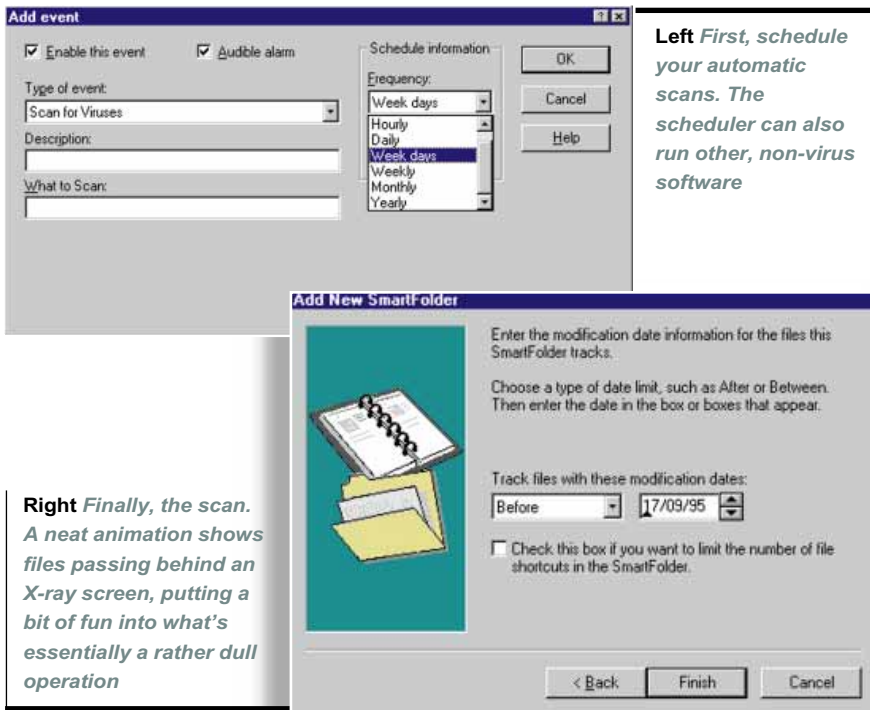 Add event
Enable this event
Audible alarm
Type of event:
Scan for Viruses
Description:
What to Scan:
Schedule information
Frequency:
Week days
Hourly
Daily
Week days
Weekly
Monthly
Yearly
OK
Cancel
Help
Left First, schedule
your automatic
scans. The
scheduler can also
run other, non-virus
software
Add New SmartFolder
Enter the modification date information for the files this
SmartFolder tracks.
Choose a type of date limit, such as After or Between.
Then enter the date in the box or boxes that appear.
Track files with these modification dates:
Before
17/09/95
Check this box if you want to limit the number of file
shortcuts in the SmartFolder.
< Back
Finish
Cancel
Right Finally, the scan.
A neat animation shows
files passing behind an
X-ray screen, putting a
bit of fun into what's
essentially a rather dull
operation